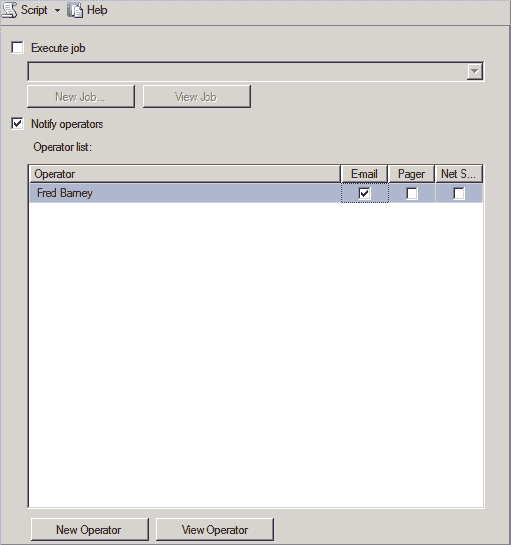 Script Help
Execute job
New Job... View Job
Notify operators
Operator list:
Operator E-mail Pager Net S...
Fred Barney
New Operator View Operator